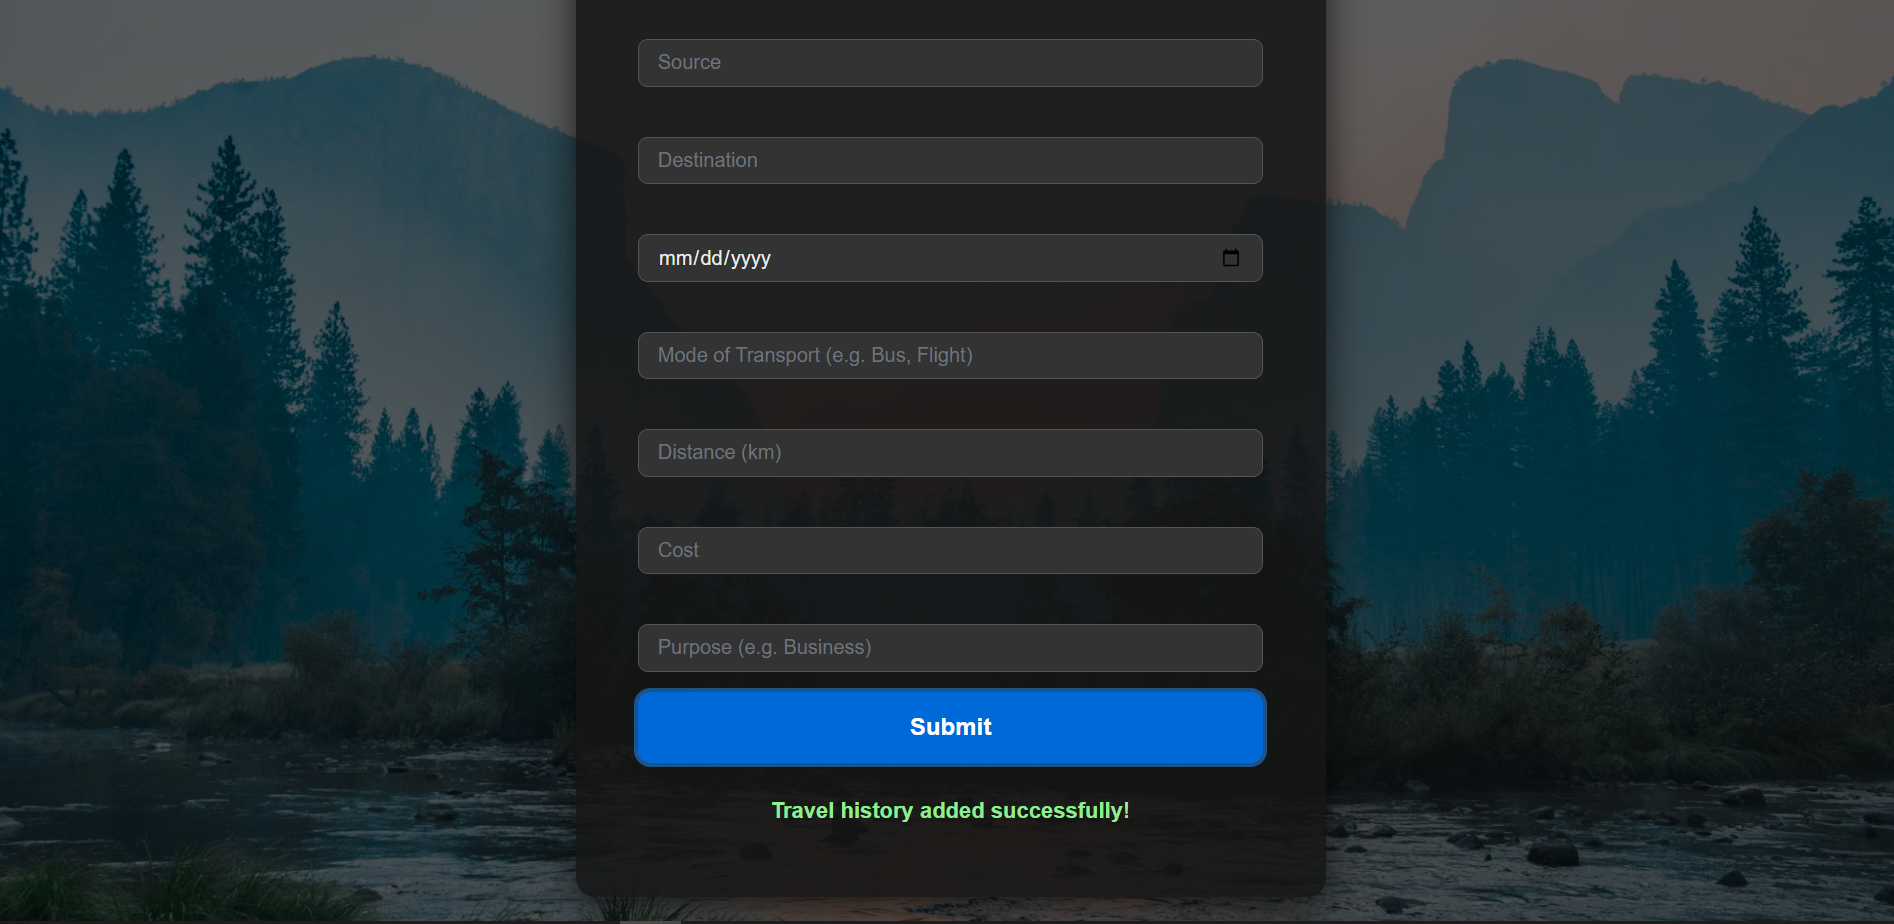 Source
Destination
mm/dd/yyyy
Mode of Transport (e.g. Bus, Flight)
Distance (km)
Cost
Purpose (e.g. Business)
Submit
Travel history added successfully!